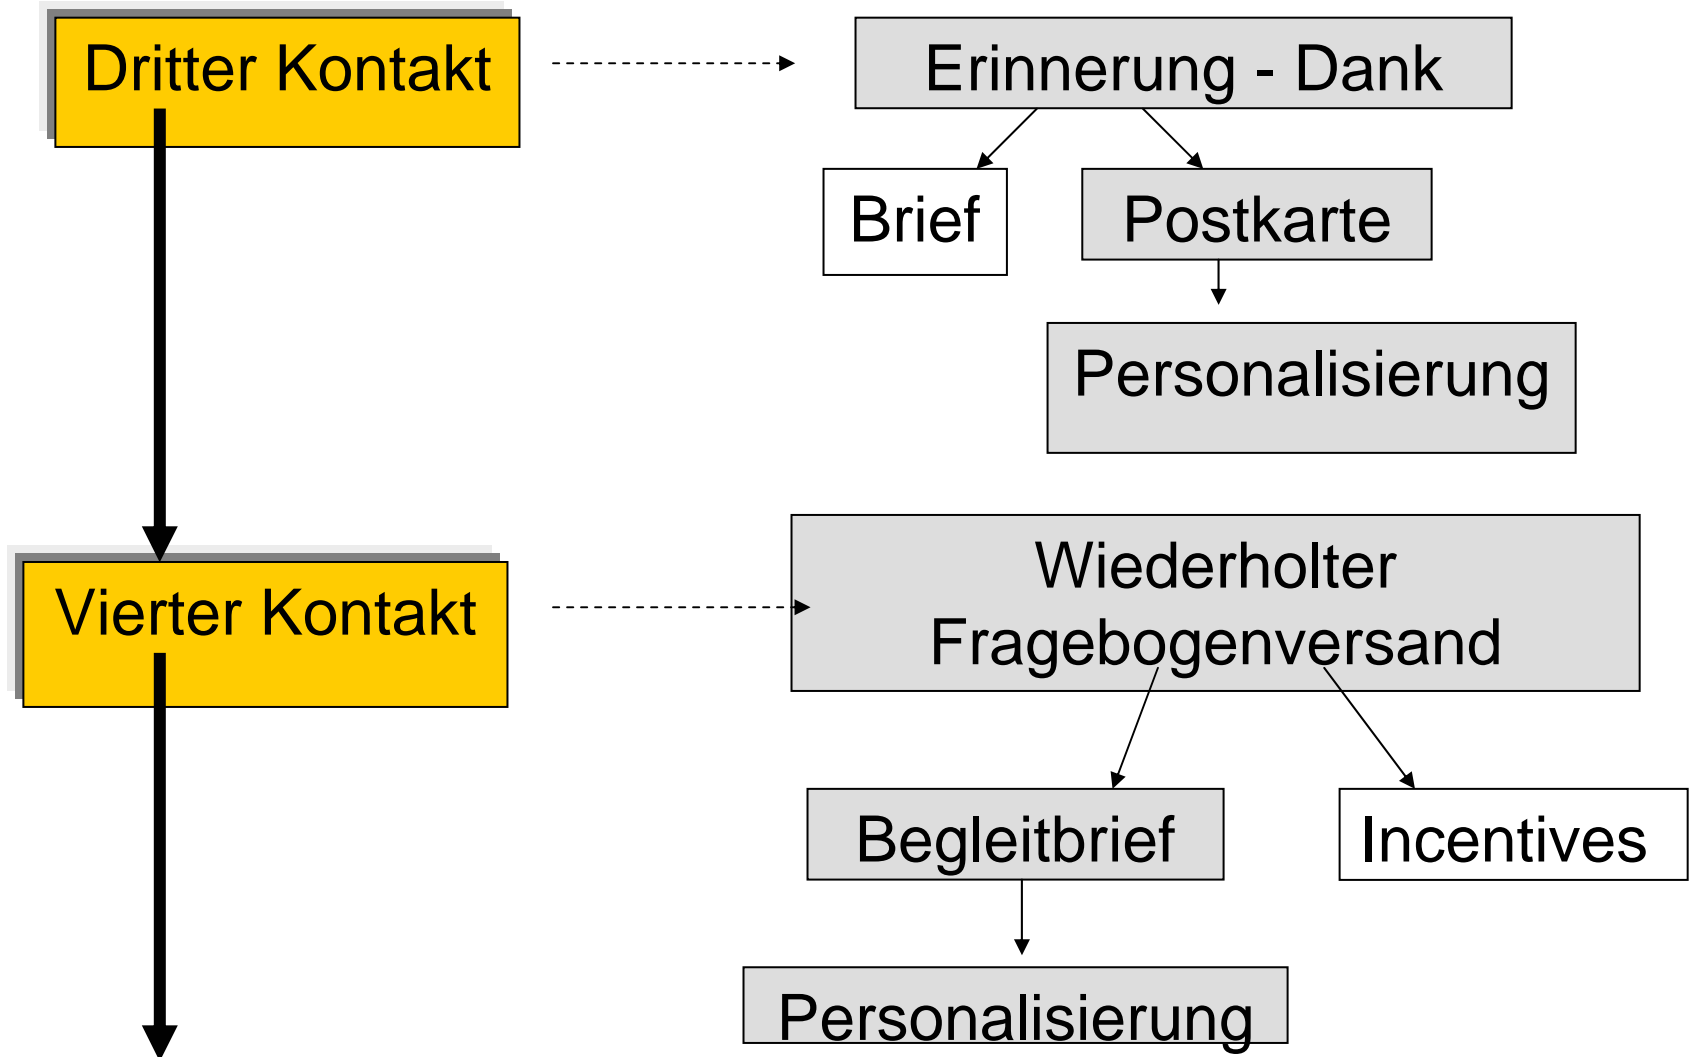 Dritter Kontakt
Erinnerung - Dank
Brief
Postkarte
Personalisierung
Vierter Kontakt
Wiederholter
Fragebogenversand
Begleitbrief
Incentives
Personalisierung